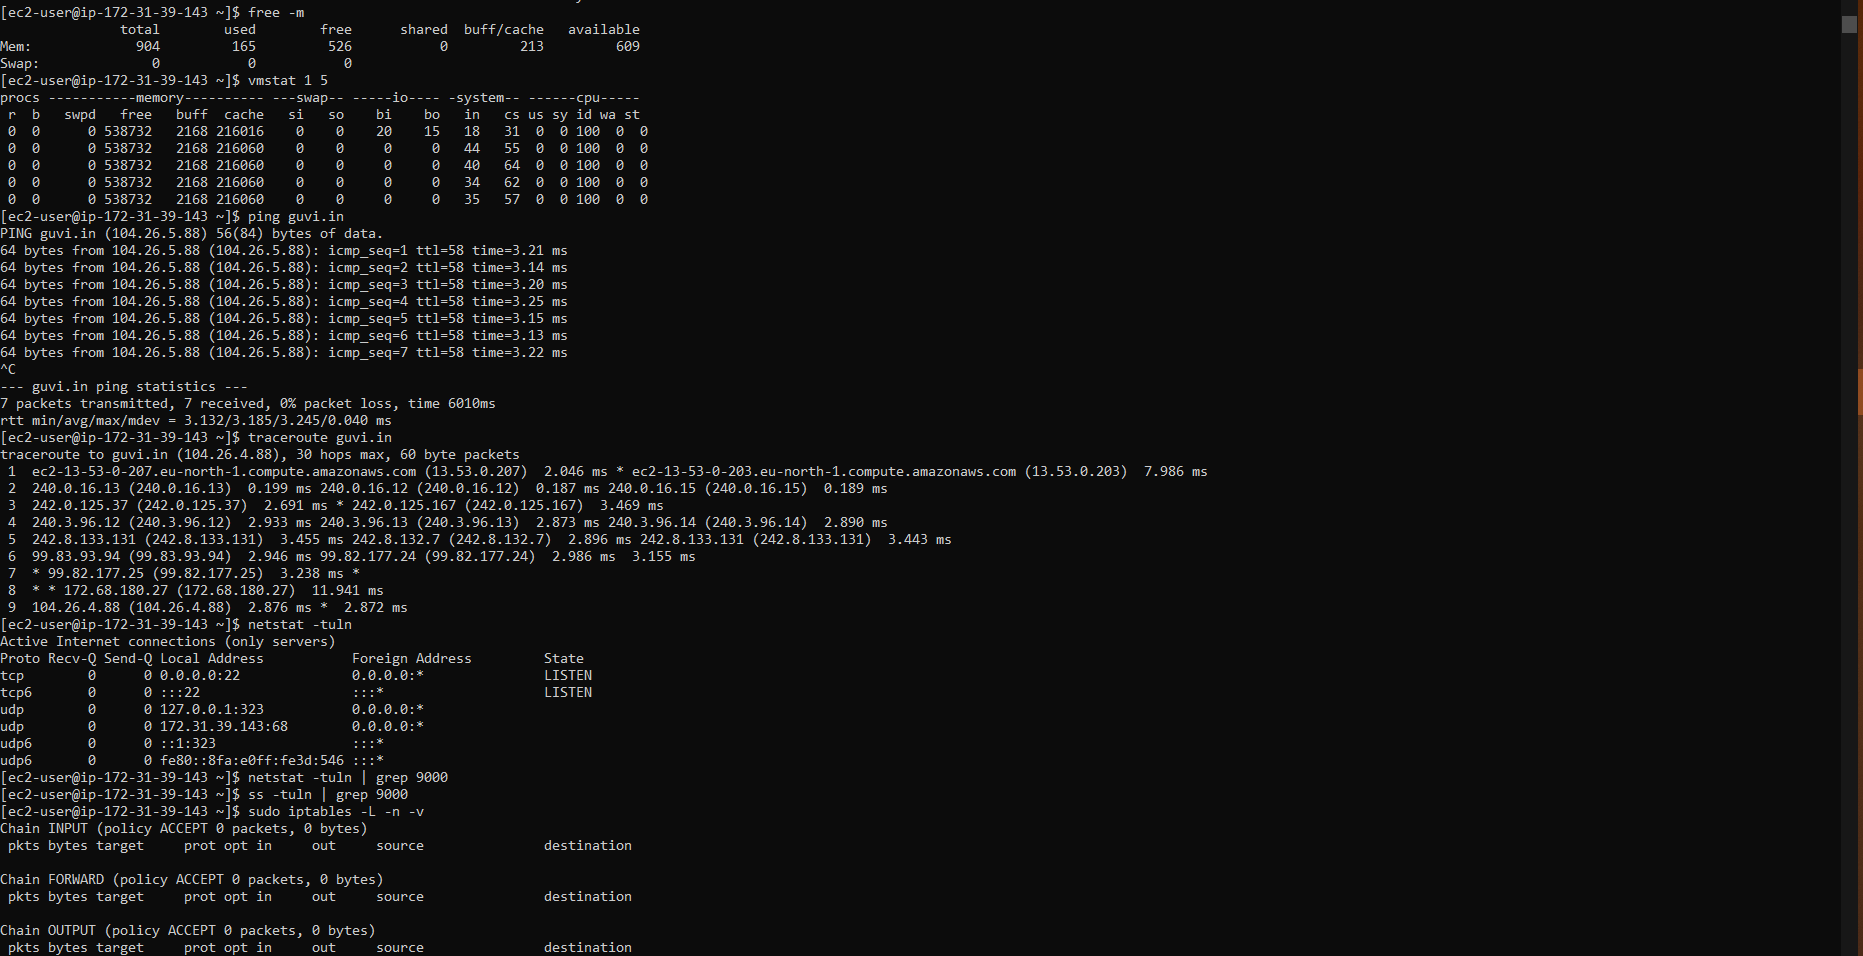 [ec2-user@ip-172-31-39-143 ~]$ free -m
               total        used        free      shared  buff/cache   available
Mem:             904         165         526           0         213         609
Swap:              0           0           0
[ec2-user@ip-172-31-39-143 ~]$ vmstat 1 5
procs -----------memory---------- ---swap-- -----io---- -system-- ------cpu-----
 r  b   swpd   free   buff  cache   si   so    bi    bo   in   cs us sy id wa st
 0  0      0 538732   2168 216016    0    0    20    15   18   31  0  0 100  0  0
 0  0      0 538732   2168 216060    0    0     0     0   44   55  0  0 100  0  0
 0  0      0 538732   2168 216060    0    0     0     0   40   64  0  0 100  0  0
 0  0      0 538732   2168 216060    0    0     0     0   34   62  0  0 100  0  0
 0  0      0 538732   2168 216060    0    0     0     0   35   57  0  0 100  0  0
[ec2-user@ip-172-31-39-143 ~]$ ping guvi.in
PING guvi.in (104.26.5.88) 56(84) bytes of data.
64 bytes from 104.26.5.88 (104.26.5.88): icmp_seq=1 ttl=58 time=3.21 ms
64 bytes from 104.26.5.88 (104.26.5.88): icmp_seq=2 ttl=58 time=3.14 ms
64 bytes from 104.26.5.88 (104.26.5.88): icmp_seq=3 ttl=58 time=3.20 ms
64 bytes from 104.26.5.88 (104.26.5.88): icmp_seq=4 ttl=58 time=3.25 ms
64 bytes from 104.26.5.88 (104.26.5.88): icmp_seq=5 ttl=58 time=3.15 ms
64 bytes from 104.26.5.88 (104.26.5.88): icmp_seq=6 ttl=58 time=3.13 ms
64 bytes from 104.26.5.88 (104.26.5.88): icmp_seq=7 ttl=58 time=3.22 ms
^C
--- guvi.in ping statistics ---
7 packets transmitted, 7 received, 0% packet loss, time 6010ms
rtt min/avg/max/mdev = 3.132/3.185/3.245/0.040 ms
[ec2-user@ip-172-31-39-143 ~]$ traceroute guvi.in
traceroute to guvi.in (104.26.4.88), 30 hops max, 60 byte packets
 1  ec2-13-53-0-207.eu-north-1.compute.amazonaws.com (13.53.0.207)  2.046 ms * ec2-13-53-0-203.eu-north-1.compute.amazonaws.com (13.53.0.203)  7.986 ms
 2  240.0.16.13 (240.0.16.13)  0.199 ms 240.0.16.12 (240.0.16.12)  0.187 ms 240.0.16.15 (240.0.16.15)  0.189 ms
 3  242.0.125.37 (242.0.125.37)  2.691 ms * 242.0.125.167 (242.0.125.167)  3.469 ms
 4  240.3.96.12 (240.3.96.12)  2.933 ms 240.3.96.13 (240.3.96.13)  2.873 ms 240.3.96.14 (240.3.96.14)  2.890 ms
 5  242.8.133.131 (242.8.133.131)  3.455 ms 242.8.132.7 (242.8.132.7)  2.896 ms 242.8.133.131 (242.8.133.131)  3.443 ms
 6  99.83.93.94 (99.83.93.94)  2.946 ms 99.82.177.24 (99.82.177.24)  2.986 ms  3.155 ms
 7  * 99.82.177.25 (99.82.177.25)  3.238 ms *
 8  * * 172.68.180.27 (172.68.180.27)  11.941 ms
 9  104.26.4.88 (104.26.4.88)  2.876 ms *  2.872 ms
[ec2-user@ip-172-31-39-143 ~]$ netstat -tuln
Active Internet connections (only servers)
Proto Recv-Q Send-Q Local Address           Foreign Address         State
tcp        0      0 0.0.0.0:22              0.0.0.0:*               LISTEN
tcp6       0      0 :::22                   :::*                    LISTEN
udp        0      0 127.0.0.1:323           0.0.0.0:*
udp        0      0 172.31.39.143:68        0.0.0.0:*
udp6       0      0 ::1:323                 :::*
udp6       0      0 fe80::8fa:e0ff:fe3d:546 :::*
[ec2-user@ip-172-31-39-143 ~]$ netstat -tuln | grep 9000
[ec2-user@ip-172-31-39-143 ~]$ ss -tuln | grep 9000
[ec2-user@ip-172-31-39-143 ~]$ sudo iptables -L -n -v
Chain INPUT (policy ACCEPT 0 packets, 0 bytes)
 pkts bytes target     prot opt in     out     source               destination
Chain FORWARD (policy ACCEPT 0 packets, 0 bytes)
 pkts bytes target     prot opt in     out     source               destination
Chain OUTPUT (policy ACCEPT 0 packets, 0 bytes)
 pkts bytes target     prot opt in     out     source               destination